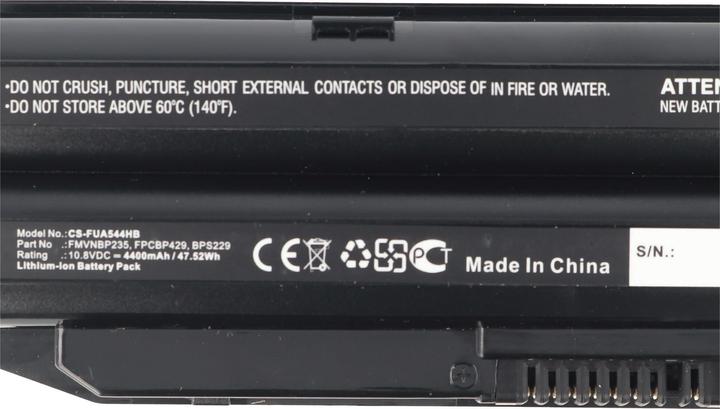 •DO NOT CRUSH, PUNCTURE, SHORT EXTERNAL CONTACTS OR DISPOSE OF IN FIRE OR WATER.
•DO NOT STORE ABOVE 60°C (140°F).
ATTEN
NEW BATT
Model No.:CS-FUA544HB
Part No .:FMVNBP235, FPCBP429, BPS229
Rating .:10.8VDC ⎓ 4400mAh / 47.52Wh
Lithium-ion Battery Pack
CE
PCT
Made In China
S/N.: